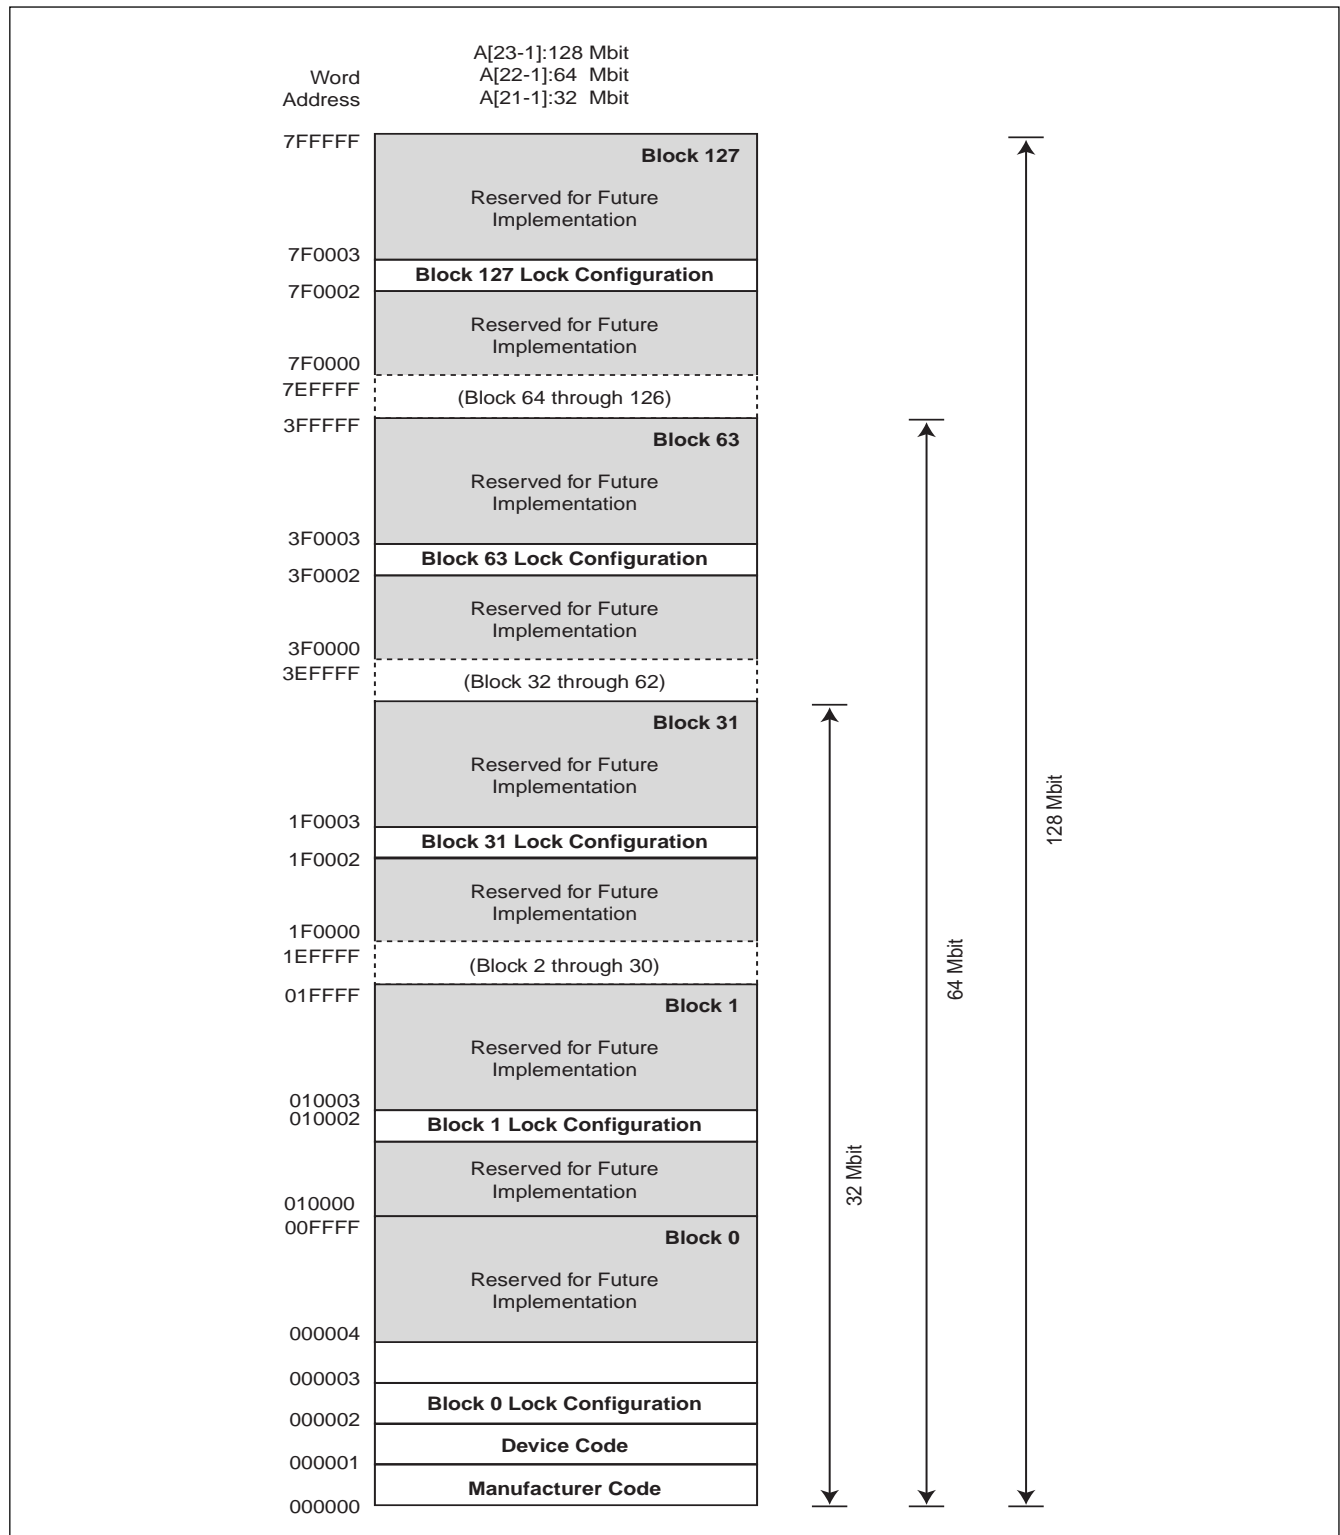 A[23-1]:128 Mbit
A[22-1]:64 Mbit
A[21-1]:32 Mbit
Word
Address
7FFFFF
Block 127
Reserved for Future
Implementation
7F0003
Block 127 Lock Configuration
7F0002
Reserved for Future
Implementation
7F0000
7EFFFF
(Block 64 through 126)
3FFFFF
Block 63
Reserved for Future
Implementation
3F0003
Block 63 Lock Configuration
3F0002
Reserved for Future
Implementation
3F0000
3EFFFF
(Block 32 through 62)
Block 31
Reserved for Future
Implementation
1F0003
Block 31 Lock Configuration
1F0002
Reserved for Future
Implementation
1F0000
1EFFFF
(Block 2 through 30)
01FFFF
Block 1
Reserved for Future
Implementation
010003
010002
Block 1 Lock Configuration
Reserved for Future
Implementation
010000
00FFFF
Block 0
Reserved for Future
Implementation
000004
000003
Block 0 Lock Configuration
000002
Device Code
000001
Manufacturer Code
000000
32 Mbit
64 Mbit
128 Mbit